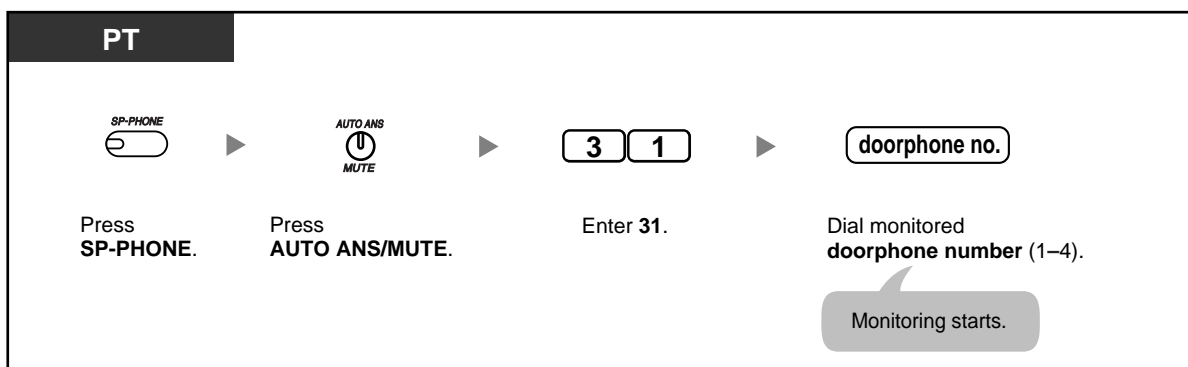 PT
SP-PHONE
AUTO ANS
MUTE
3 1
doorphone no.
Press
SP-PHONE.
Press
AUTO ANS/MUTE.
Enter 31.
Dial monitored
doorphone number (1–4).
Monitoring starts.